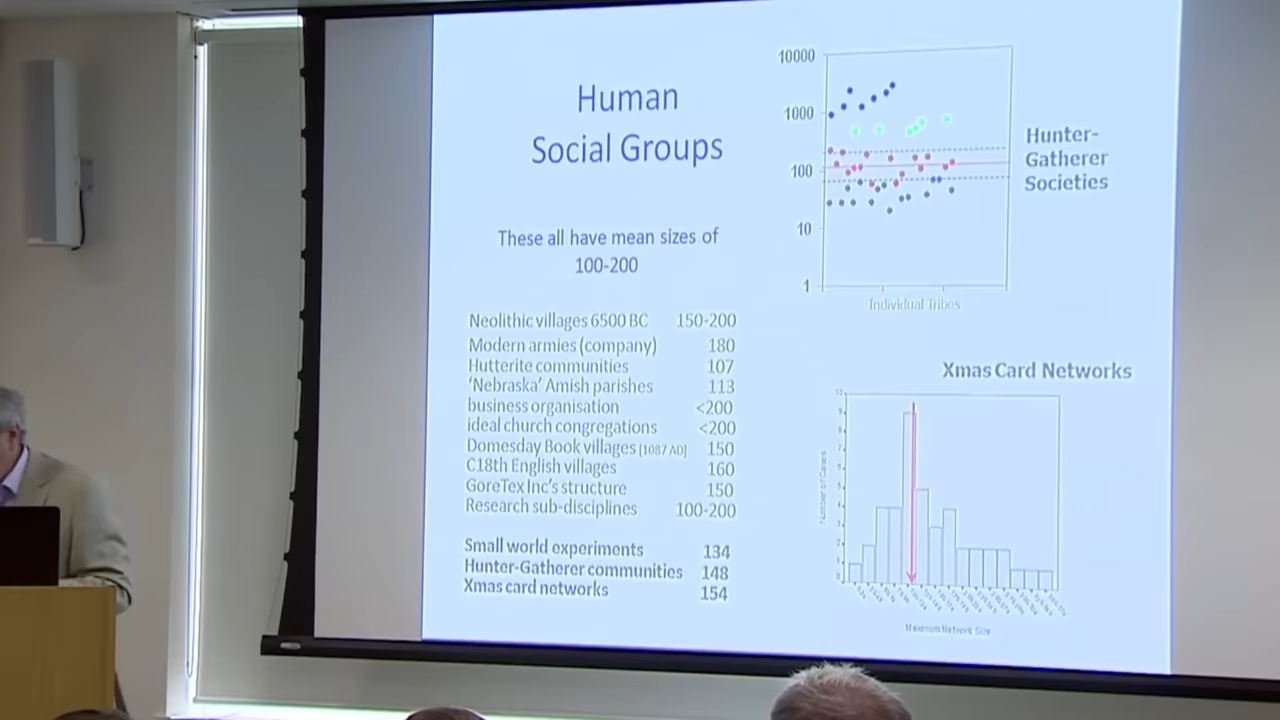 Human
Social Groups
These all have mean sizes of
100-200
Neolithic villages 6500 BC 150-200
Modern armies (company) 180
Hutterite communities 107
‘Nebraska’ Amish parishes 113
business organisation <200
ideal church congregations <200
Domesday Book villages [1087 AD] 150
C18th English villages 160
GoreTex Inc's structure 150
Research sub-disciplines 100-200
Small world experiments 134
Hunter-Gatherer communities 148
Xmas card networks 154
10000
1000
100
10
1
Individual Tribes
Hunter-
Gatherer
Societies
Xmas Card Networks
Number of Cases
Maximum Network Size